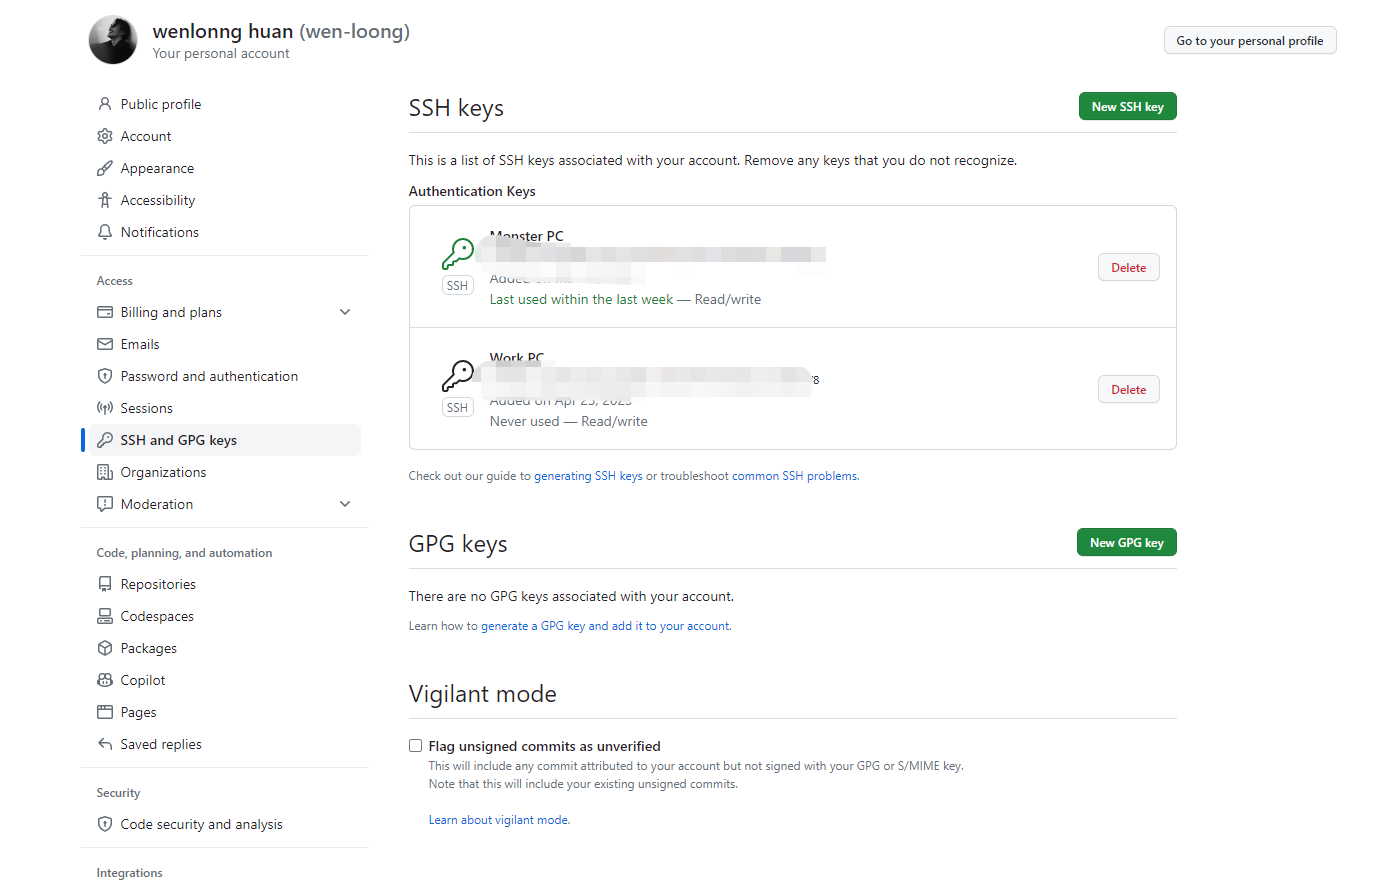 wenlonng huan (wen-loong)
Your personal account
Go to your personal profile
Public profile
Account
Appearance
Accessibility
Notifications
Access
Billing and plans
Emails
Password and authentication
Sessions
SSH and GPG keys
Organizations
Moderation
Code, planning, and automation
Repositories
Codespaces
Packages
Copilot
Pages
Saved replies
Security
Code security and analysis
Integrations
SSH keys
New SSH key
This is a list of SSH keys associated with your account. Remove any keys that you do not recognize.
Authentication Keys
Monster PC
SSH
Added on
Last used within the last week — Read/write
Delete
Work PC
8
SSH
Added on Apr 23, 2023
Never used — Read/write
Delete
Check out our guide to generating SSH keys or troubleshoot common SSH problems.
GPG keys
New GPG key
There are no GPG keys associated with your account.
Learn how to generate a GPG key and add it to your account.
Vigilant mode
Flag unsigned commits as unverified
This will include any commit attributed to your account but not signed with your GPG or S/MIME key.
Note that this will include your existing unsigned commits.
Learn about vigilant mode.